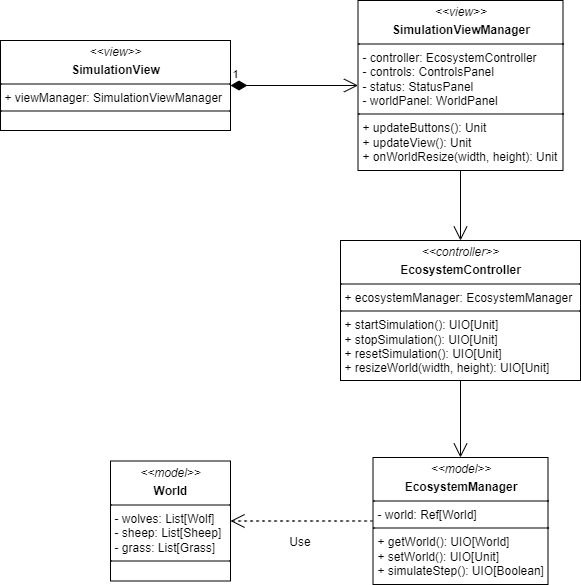 <<view>>
SimulationView
+ viewManager: SimulationViewManager
1
<<view>>
SimulationViewManager
- controller: EcosystemController
- controls: ControlsPanel
- status: StatusPanel
- worldPanel: WorldPanel
+ updateButtons(): Unit
+ updateView(): Unit
+ onWorldResize(width, height): Unit
<<controller>>
EcosystemController
+ ecosystemManager: EcosystemManager
+ startSimulation(): UIO[Unit]
+ stopSimulation(): UIO[Unit]
+ resetSimulation(): UIO[Unit]
+ resizeWorld(width, height): UIO[Unit]
<<model>>
World
- wolves: List[Wolf]
- sheep: List[Sheep]
- grass: List[Grass]
Use
<<model>>
EcosystemManager
- world: Ref[World]
+ getWorld(): UIO[World]
+ setWorld(): UIO[Unit]
+ simulateStep(): UIO[Boolean]